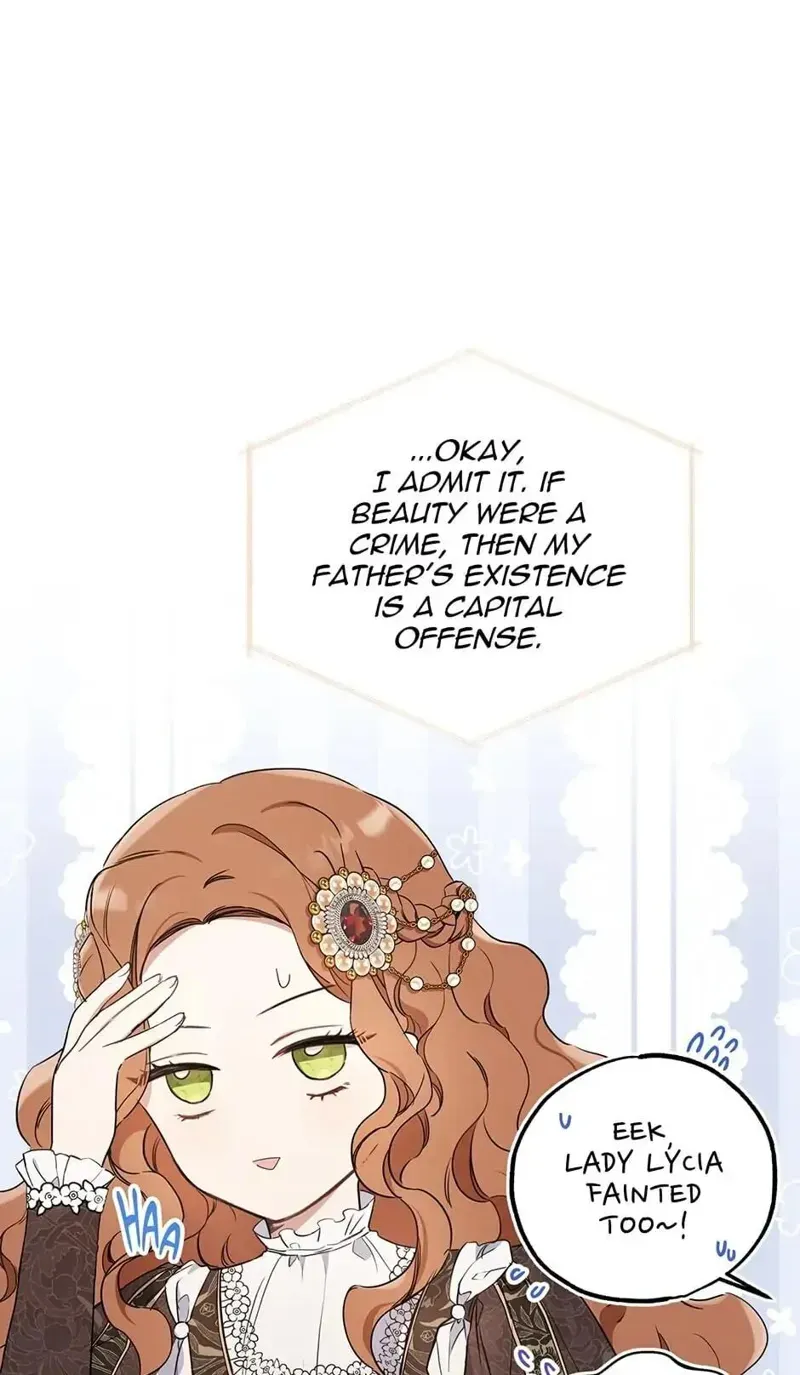 ...OKAY,
I ADMIT IT. IF
BEAUTY WERE A
CRIME, THEN MY
FATHER'S EXISTENCE
IS A CAPITAL
OFFENSE.
EEK,
LADY LYCIA
FAINTED
TOO~!
HAA